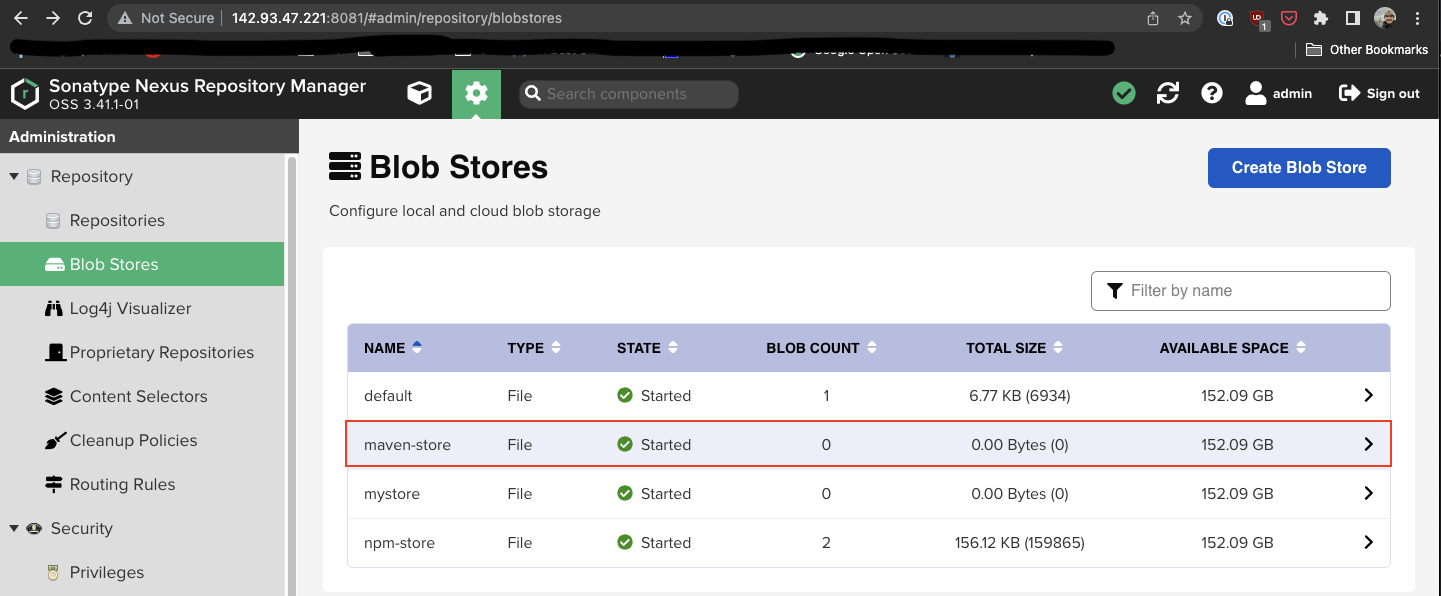 Not Secure | 142.93.47.221:8081/#admin/repository/blobstores
1
Other Bookmarks
Sonatype Nexus Repository Manager
OSS 3.41.1-01
Search components
admin
Sign out
Administration
Repository
Repositories
Blob Stores
Log4j Visualizer
Proprietary Repositories
Content Selectors
Cleanup Policies
Routing Rules
Security
Privileges
Blob Stores
Create Blob Store
Configure local and cloud blob storage
Filter by name
NAME TYPE STATE BLOB COUNT TOTAL SIZE AVAILABLE SPACE
default File Started 1 6.77 KB (6934) 152.09 GB
maven-store File Started 0 0.00 Bytes (0) 152.09 GB
mystore File Started 0 0.00 Bytes (0) 152.09 GB
npm-store File Started 2 156.12 KB (159865) 152.09 GB